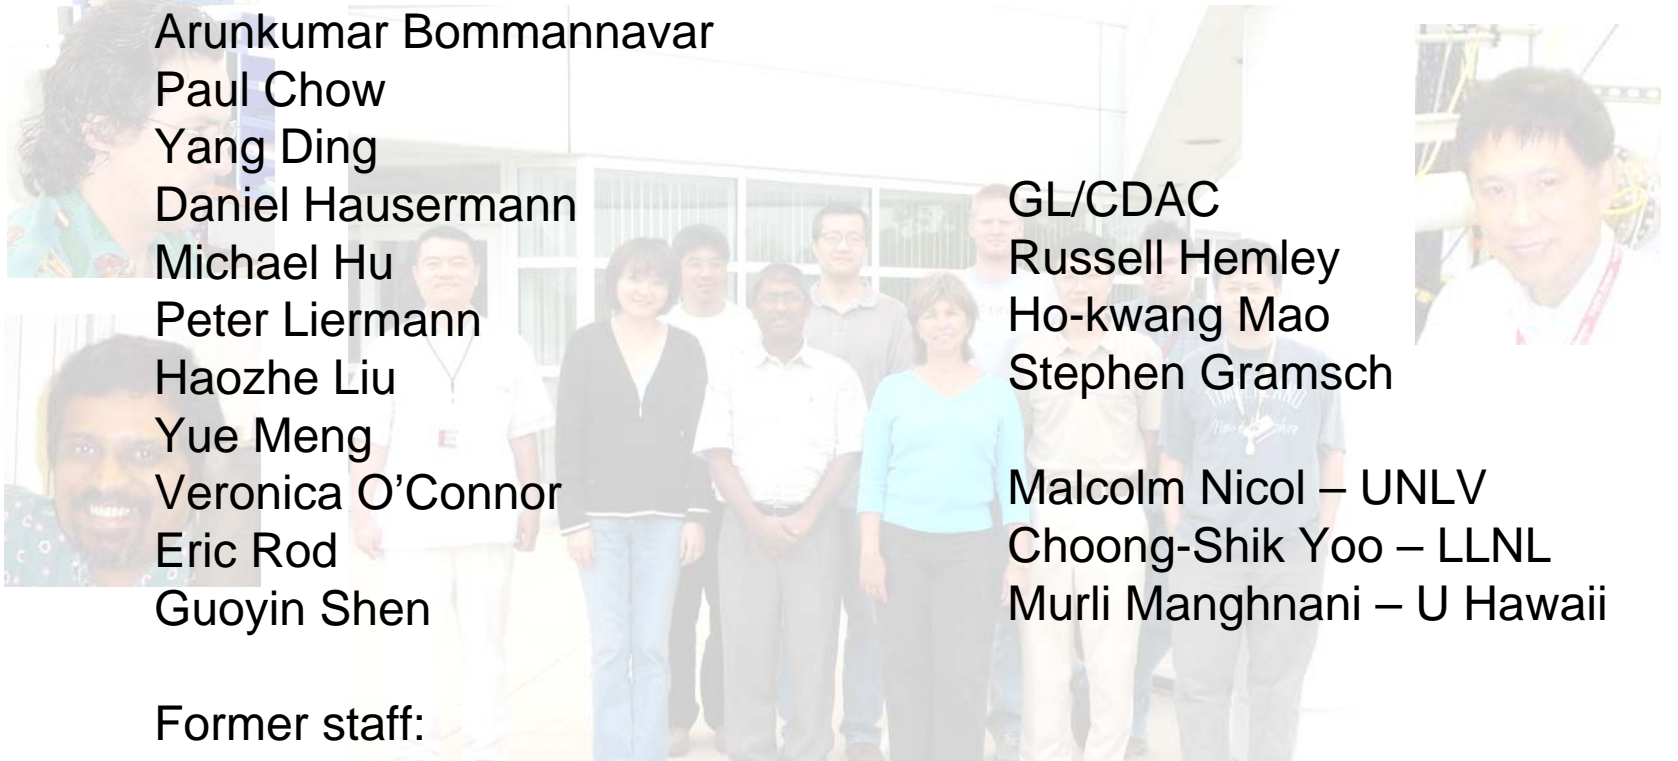 Arunkumar Bommannavar
Paul Chow
Yang Ding
Daniel Hausermann
Michael Hu
Peter Liermann
Haozhe Liu
Yue Meng
Veronica O’Connor
Eric Rod
Guoyin Shen
Former staff:
GL/CDAC
Russell Hemley
Ho-kwang Mao
Stephen Gramsch
Malcolm Nicol – UNLV
Choong-Shik Yoo – LLNL
Murli Manghnani – U Hawaii